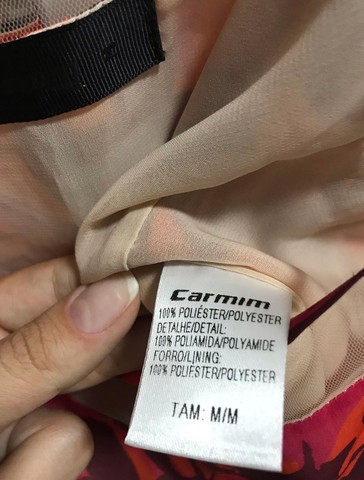 Carmim
100% POLIÉSTER/POLYESTER
DETALHE/DETAIL:
100% POLIAMIDA/POLYAMIDE
FORRO/LINING:
100% POLIÉSTER/POLYESTER
TAM: M/M